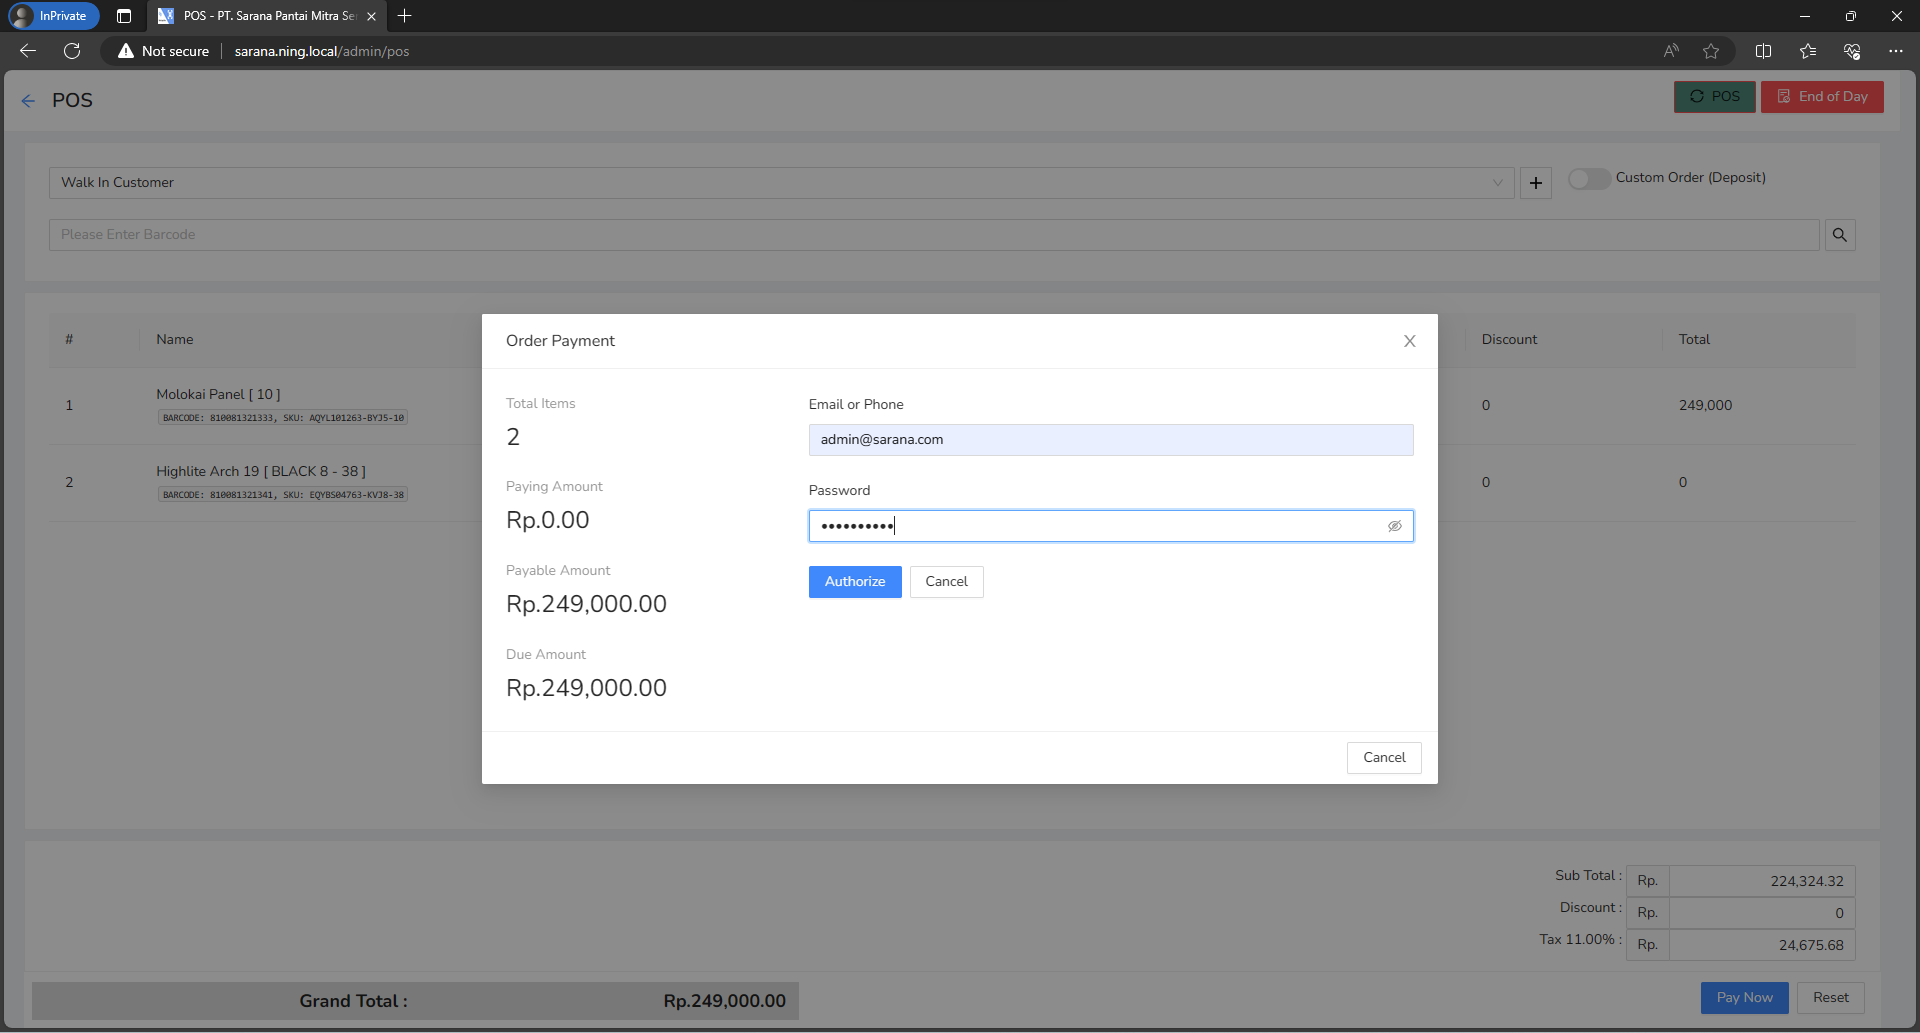 InPrivate
POS - PT. Sarana Pantai Mitra Se
Not secure
sarana.ning.local/admin/pos
POS
POS
End of Day
Walk In Customer
Custom Order (Deposit)
Please Enter Barcode
# Name Discount Total
1 Molokai Panel [ 10 ] 0 249,000
BARCODE: 810081321333, SKU: AQYL101263-BYJ5-10
2 Highlite Arch 19 [ BLACK 8 - 38 ] 0 0
BARCODE: 810081321341, SKU: EQYBS04763-KVJ8-38
Order Payment
Total Items
2
Paying Amount
Rp.0.00
Payable Amount
Rp.249,000.00
Due Amount
Rp.249,000.00
Email or Phone
admin@sarana.com
Password
••••••••••
Authorize
Cancel
Cancel
Sub Total : Rp. 224,324.32
Discount : Rp. 0
Tax 11.00% : Rp. 24,675.68
Grand Total : Rp.249,000.00
Pay Now
Reset